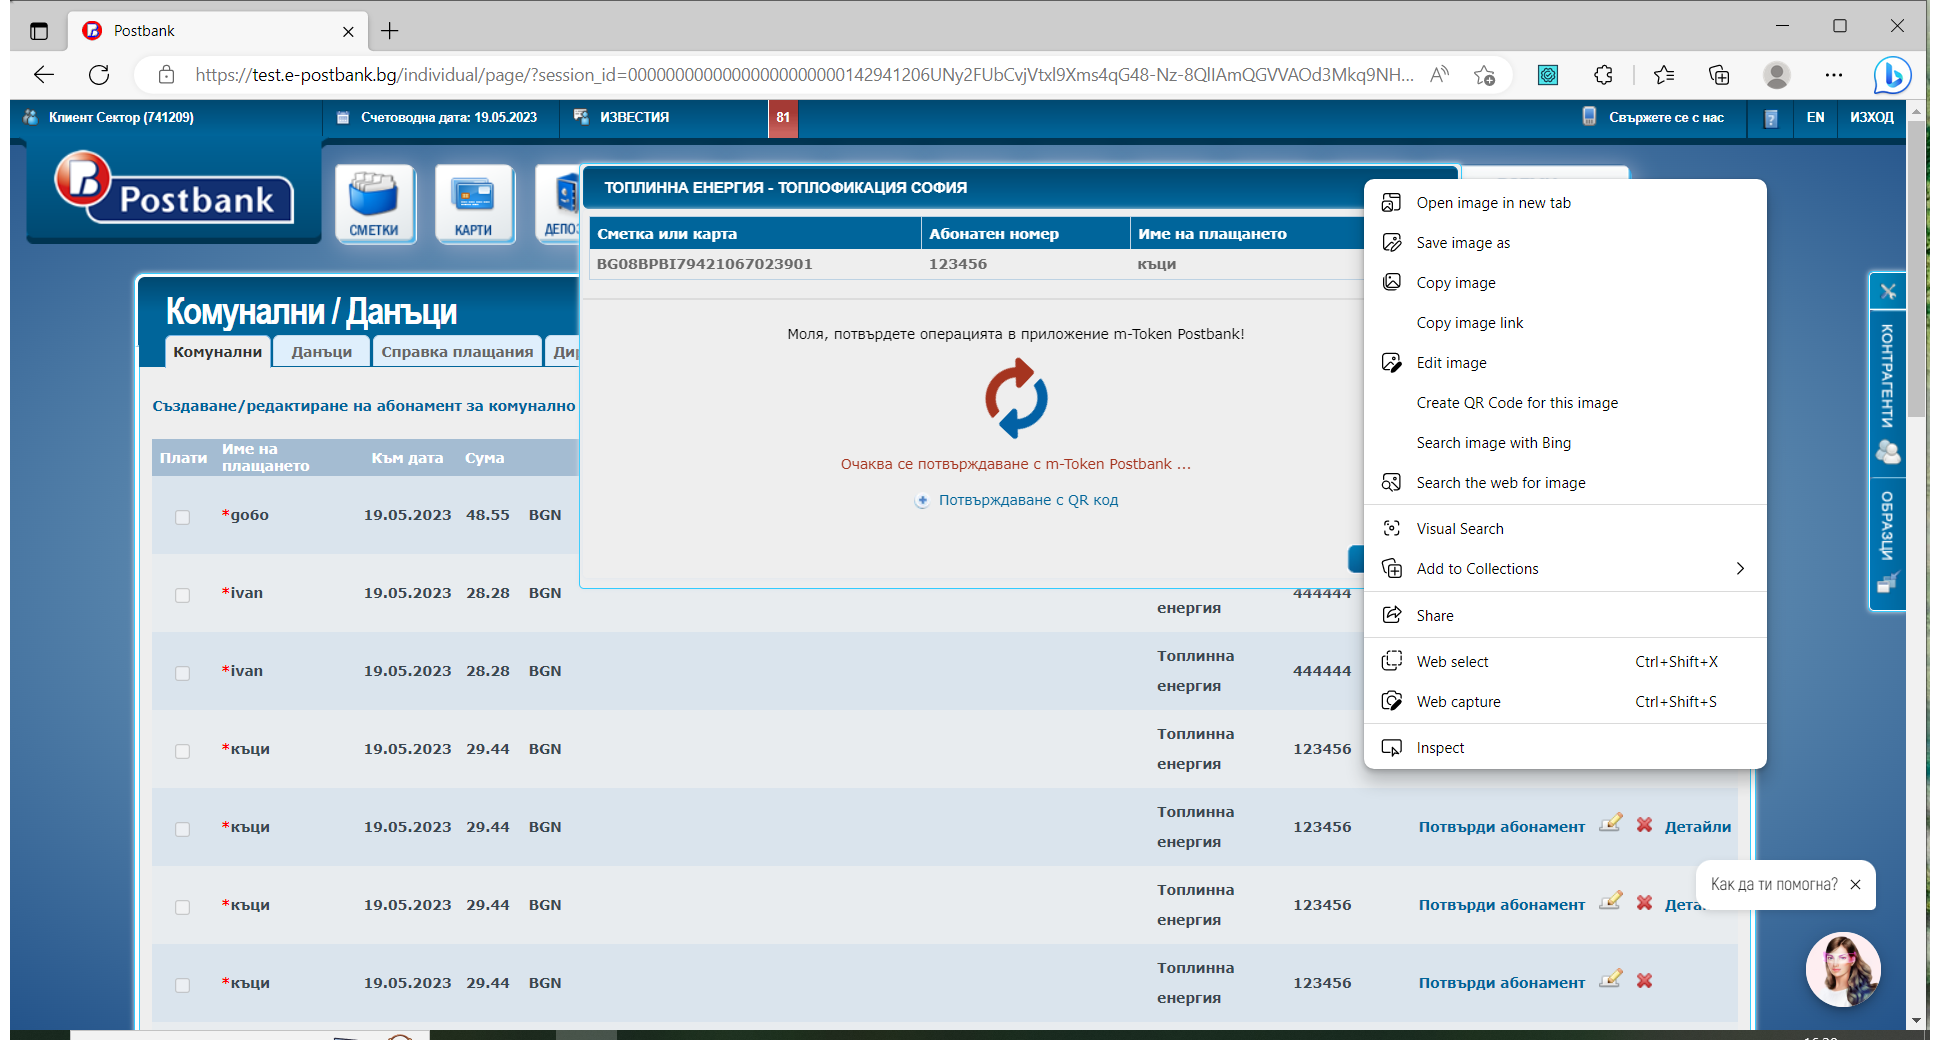 Postbank
https://test.e-postbank.bg/individual/page/?session_id=
Клиент Сектор (741209)
Счетоводна дата: 19.05.2023
ИЗВЕСТИЯ
81
Свържете се с нас
?
EN
ИЗХОД
Postbank
СМЕТКИ
КАРТИ
ДЕПОЗ
ТОПЛИННА ЕНЕРГИЯ - ТОПЛОФИКАЦИЯ СОФИЯ
Сметка или карта Абонатен номер Име на плащането
BG08BPBI79421067023901 123456 към
Моля, потвърдете операцията в приложение m-Token Postbank!
Очаква се потвърждаване с m-Token Postbank ...
Потвърждаване с QR код
Open image in new tab
Save image as
Copy image
Copy image link
Edit image
Create QR Code for this image
Search image with Bing
Search the web for image
Visual Search
Add to Collections
Share
Web select Ctrl+Shift+X
Web capture Ctrl+Shift+S
Inspect
Комунални / Данъци
Комунални
Данъци
Справка плащания
Дир
Създаване/редактиране на абонамент за комунално
Плати
Име на
плащането
Към дата
Сума
*gobo 19.05.2023 48.55 BGN
*ivan 19.05.2023 28.28 BGN енергия 444444
*ivan 19.05.2023 28.28 BGN Топлинна енергия 444444
*къци 19.05.2023 29.44 BGN Топлинна енергия 123456
*къци 19.05.2023 29.44 BGN Топлинна енергия 123456 Потвърди абонамент Детайли
*къци 19.05.2023 29.44 BGN Топлинна енергия 123456 Потвърди абонамент Дета
*къци 19.05.2023 29.44 BGN Топлинна енергия 123456 Потвърди абонамент
КОНТРАГЕНТИ
ОБРАЗЦИ
Как да ти помогна?